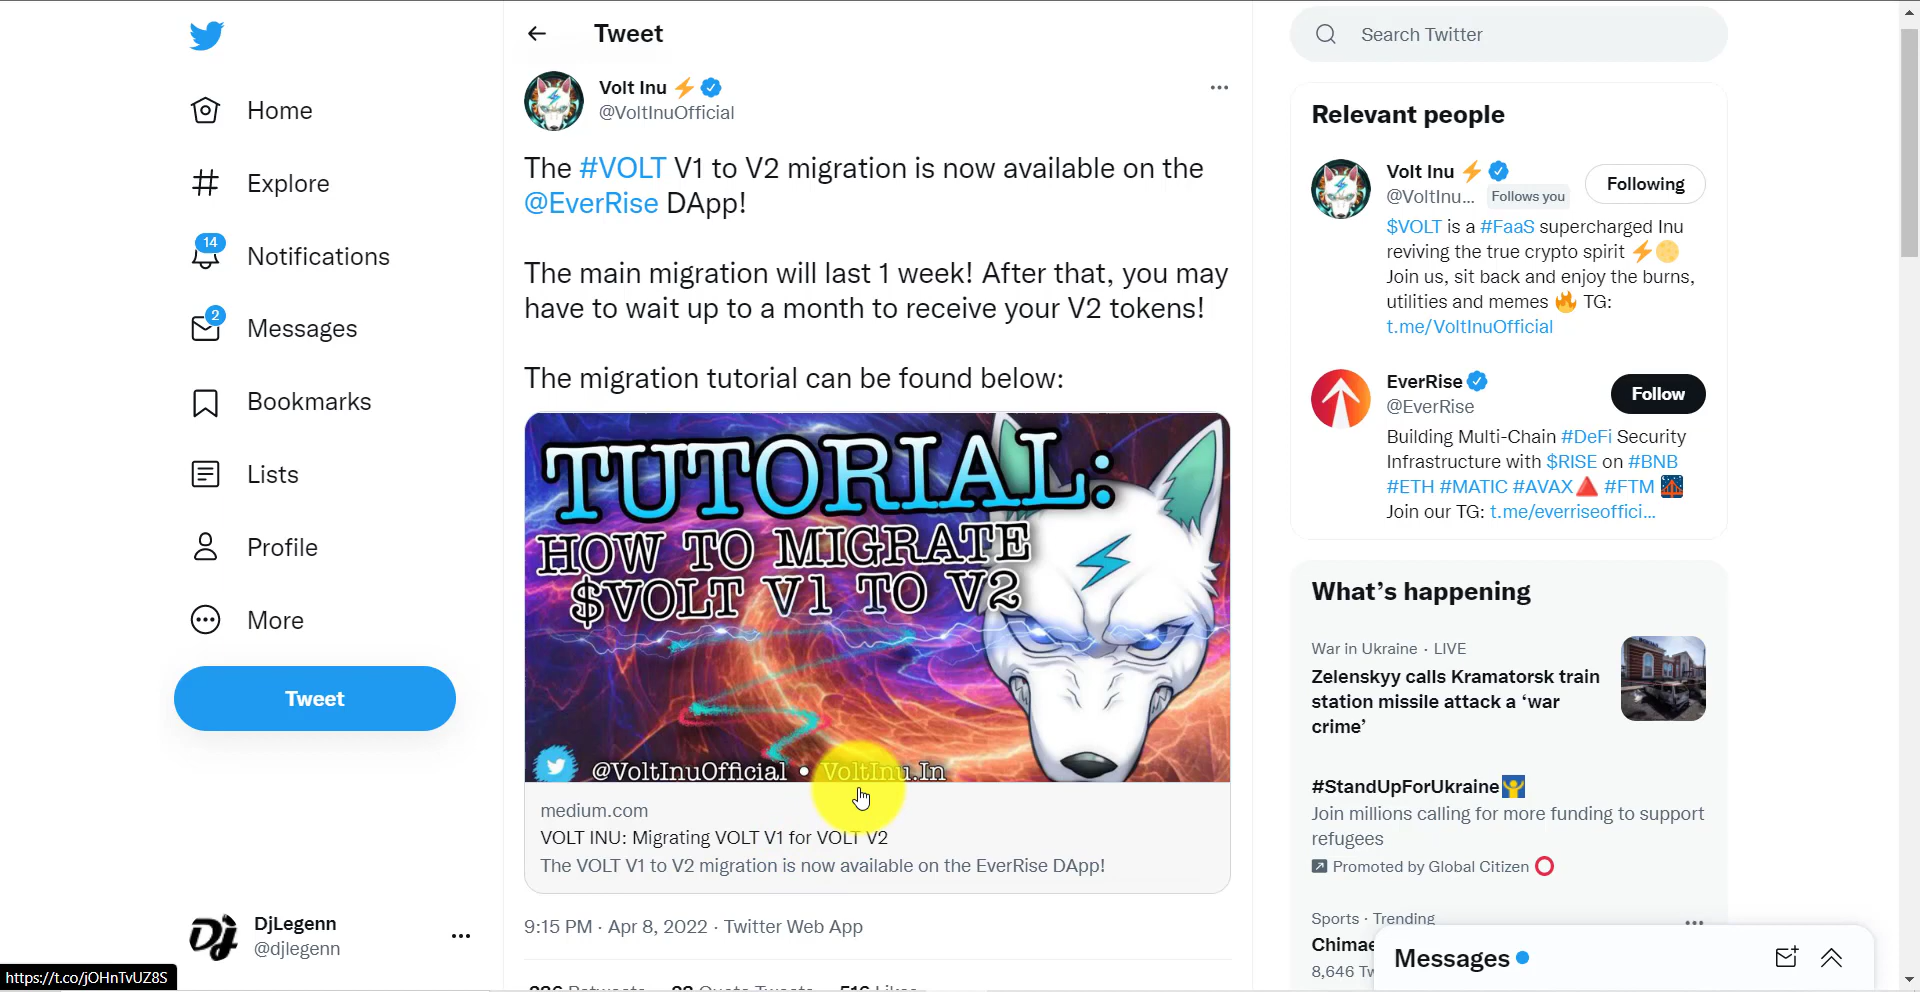 Home
Explore
14
Notifications
2
Messages
Bookmarks
Lists
Profile
More
Tweet
DjLegenn
@djlegenn
https://t.co/jOHnTvUZ8S
Tweet
Volt Inu
@VoltInuOfficial
The #VOLT V1 to V2 migration is now available on the
@EverRise DApp!
The main migration will last 1 week! After that, you may
have to wait up to a month to receive your V2 tokens!
The migration tutorial can be found below:
TUTORIAL:
HOW TO MIGRATE
$VOLT V1 TO V2
@VoltInuOfficial • VoltInu.In
medium.com
VOLT INU: Migrating VOLT V1 for VOLT V2
The VOLT V1 to V2 migration is now available on the EverRise DApp!
9:15 PM · Apr 8, 2022 · Twitter Web App
Retweets Quote Tweets Likes
Search Twitter
Relevant people
Volt Inu
@VoltInu... Follows you
Following
$VOLT is a #FaaS supercharged Inu
reviving the true crypto spirit
Join us, sit back and enjoy the burns,
utilities and memes TG:
t.me/VoltInuOfficial
EverRise
@EverRise
Follow
Building Multi-Chain #DeFi Security
Infrastructure with $RISE on #BNB
#ETH #MATIC #AVAX #FTM
Join our TG: t.me/everriseoffici...
What's happening
War in Ukraine · LIVE
Zelenskyy calls Kramatorsk train
station missile attack a ‘war
crime’
#StandUpForUkraine
Join millions calling for more funding to support
refugees
Promoted by Global Citizen
Sports · Trending
Chimae
8,646 Tw
Messages